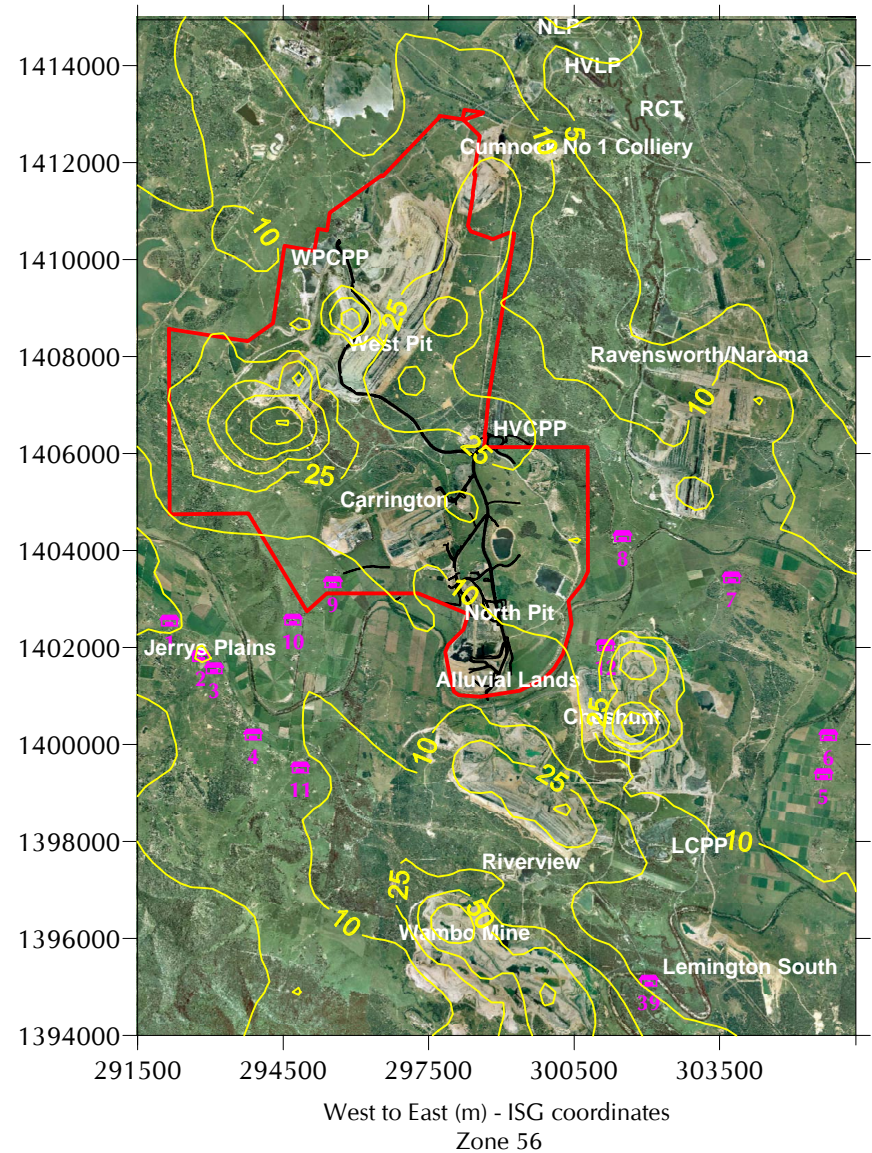 NLP
1414000
HVLP
RCT
10
5
1412000
Cumnock No 1 Colliery
10
1410000
WPCPP
25
West Pit
1408000
Ravensworth/Narama
10
HVCPP
1406000
25
25
Carrington
1404000
8
7
9
10
North Pit
1402000
1
10
Jerrys Plains
2
3
Alluvial Lands
Cheshunt
1400000
4
10
6
11
25
5
1398000
LCPP
10
Riverview
25
50
10
1396000
Wambo Mine
Lemington South
39
1394000
291500
294500
297500
300500
303500
West to East (m) - ISG coordinates
Zone 56